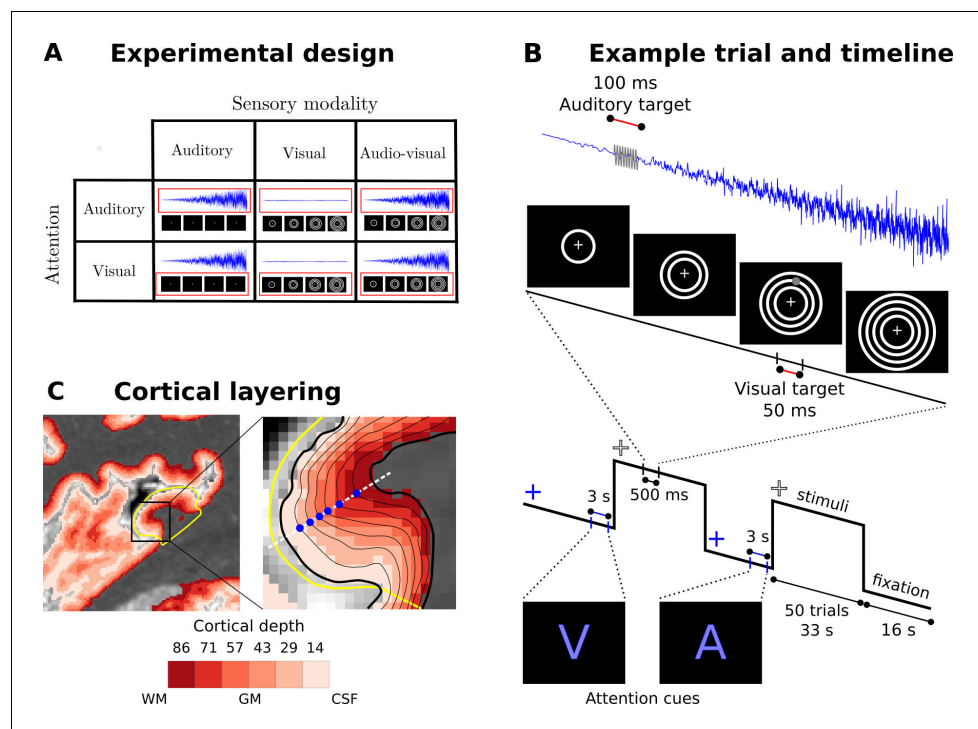 A Experimental design
Sensory modality
Auditory Visual Audio-visual
Attention
Auditory
Visual
B Example trial and timeline
100 ms
Auditory target
Visual target
50 ms
3 s
500 ms
3 s
stimuli
fixation
50 trials
33 s
16 s
V
A
Attention cues
C Cortical layering
Cortical depth
86 71 57 43 29 14
WM GM CSF